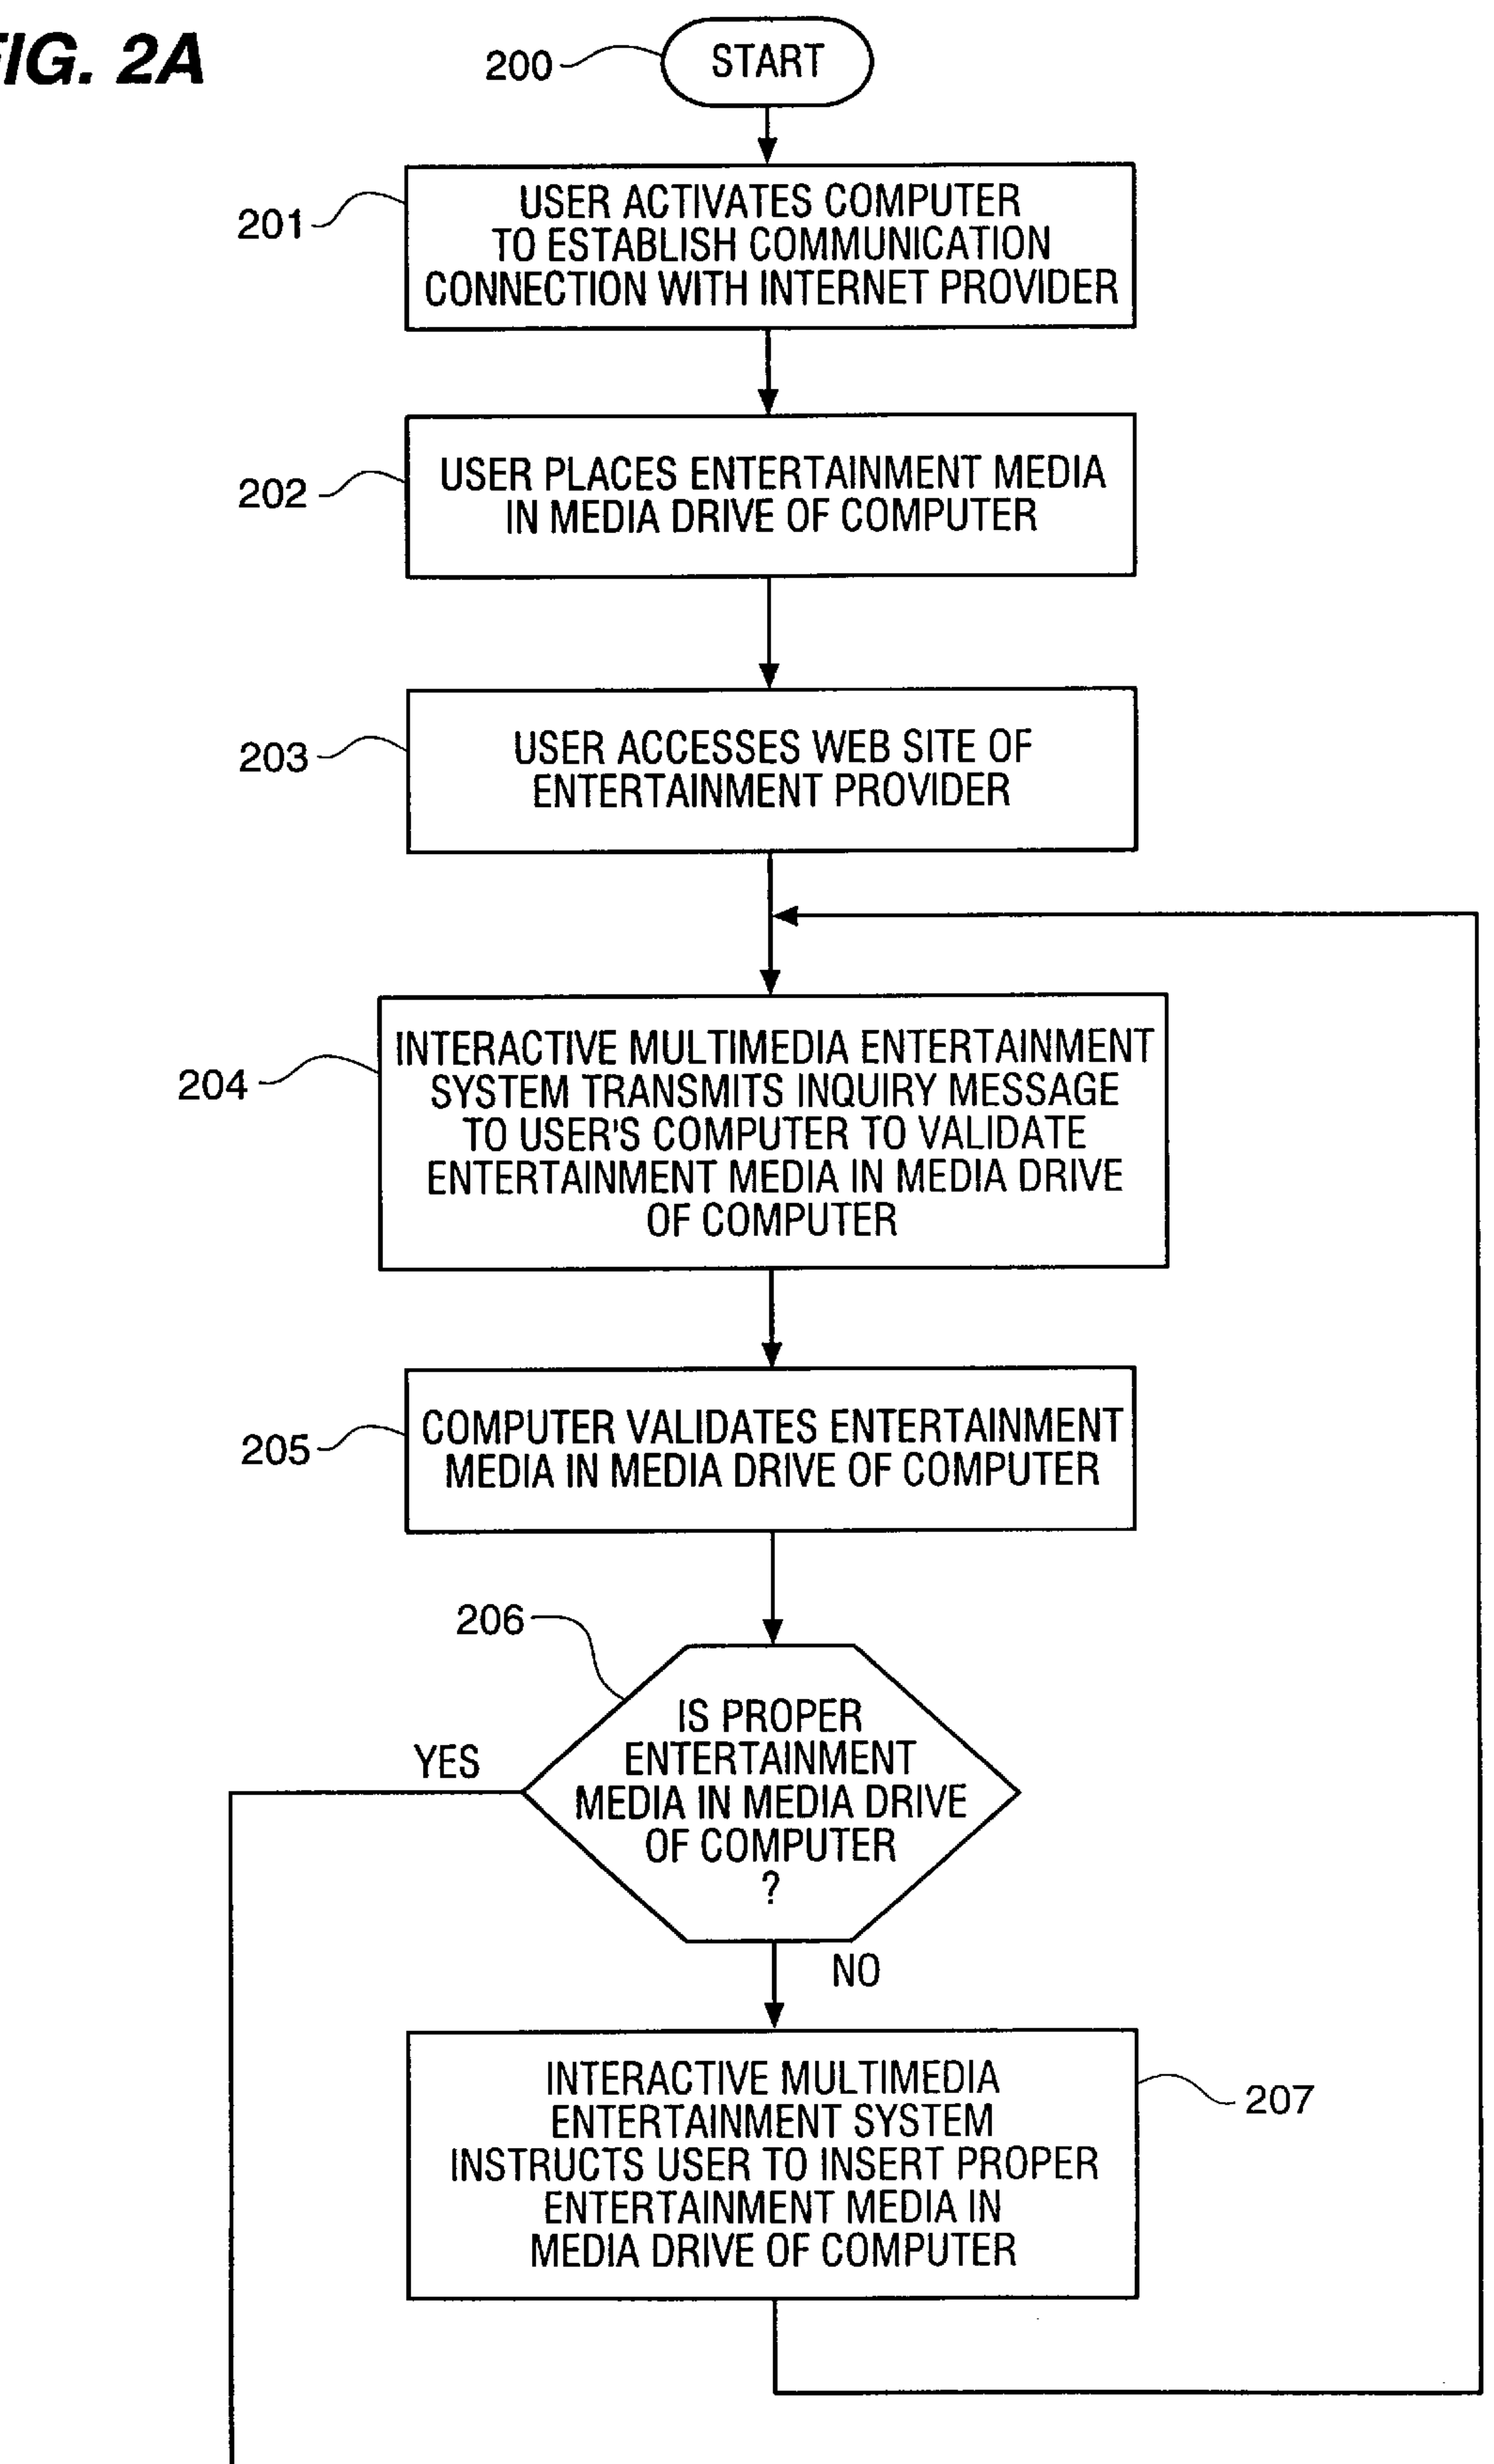 FIG. 2A
200
START
201
USER ACTIVATES COMPUTER
TO ESTABLISH COMMUNICATION
CONNECTION WITH INTERNET PROVIDER
202
USER PLACES ENTERTAINMENT MEDIA
IN MEDIA DRIVE OF COMPUTER
203
USER ACCESSES WEB SITE OF
ENTERTAINMENT PROVIDER
204
INTERACTIVE MULTIMEDIA ENTERTAINMENT
SYSTEM TRANSMITS INQUIRY MESSAGE
TO USER'S COMPUTER TO VALIDATE
ENTERTAINMENT MEDIA IN MEDIA DRIVE
OF COMPUTER
205
COMPUTER VALIDATES ENTERTAINMENT
MEDIA IN MEDIA DRIVE OF COMPUTER
206
IS PROPER
ENTERTAINMENT
MEDIA IN MEDIA DRIVE
OF COMPUTER
?
YES
NO
INTERACTIVE MULTIMEDIA
ENTERTAINMENT SYSTEM
INSTRUCTS USER TO INSERT PROPER
ENTERTAINMENT MEDIA IN
MEDIA DRIVE OF COMPUTER
207